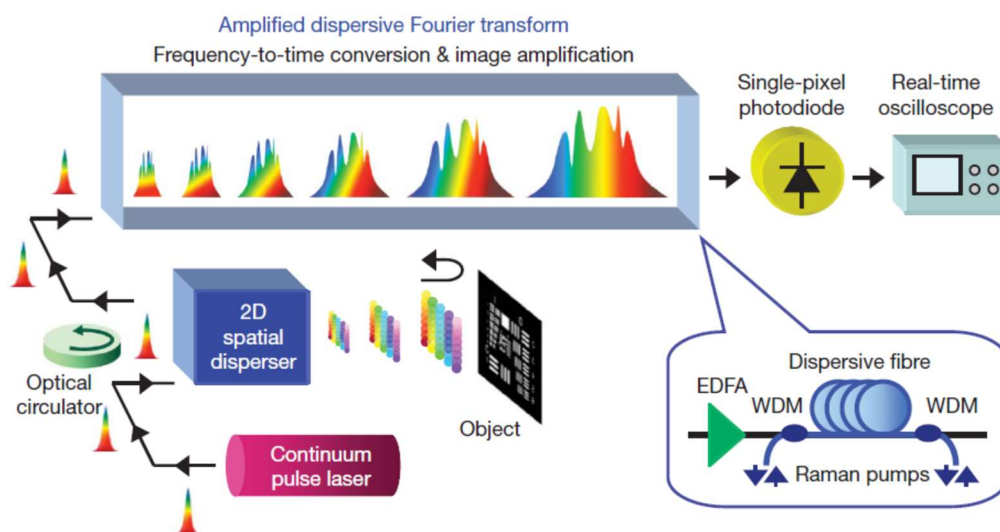 Amplified dispersive Fourier transform
Frequency-to-time conversion & image amplification
Single-pixel
photodiode
Real-time
oscilloscope
2D
spatial
disperser
Optical
circulator
Object
Continuum
pulse laser
Dispersive fibre
EDFA
WDM
WDM
Raman pumps